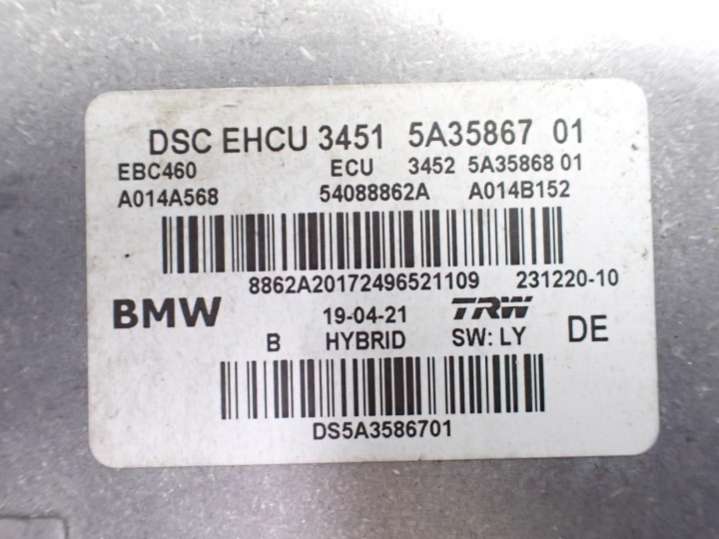 DSC EHCU 3451 5A35867 01
EBC460 ECU 3452 5A35868 01
A014A568 54088862A A014B152
8862A20172496521109 231220-10
BMW 19-04-21 TRW
B HYBRID SW: LY DE
DS5A3586701